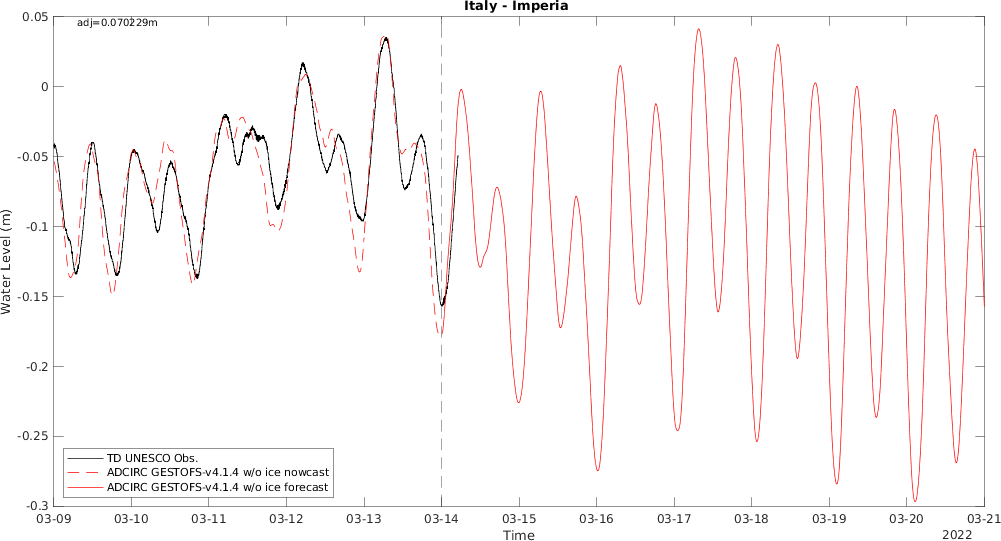 Italy - Imperia
adj=0.070229m
0.05
0
-0.05
-0.1
-0.15
-0.2
-0.25
-0.3
Water Level (m)
TD UNESCO Obs.
ADCIRC GESTOFS-v4.1.4 w/o ice nowcast
ADCIRC GESTOFS-v4.1.4 w/o ice forecast
03-09 03-10 03-11 03-12 03-13 03-14 03-15 03-16 03-17 03-18 03-19 03-20 03-21
Time
2022